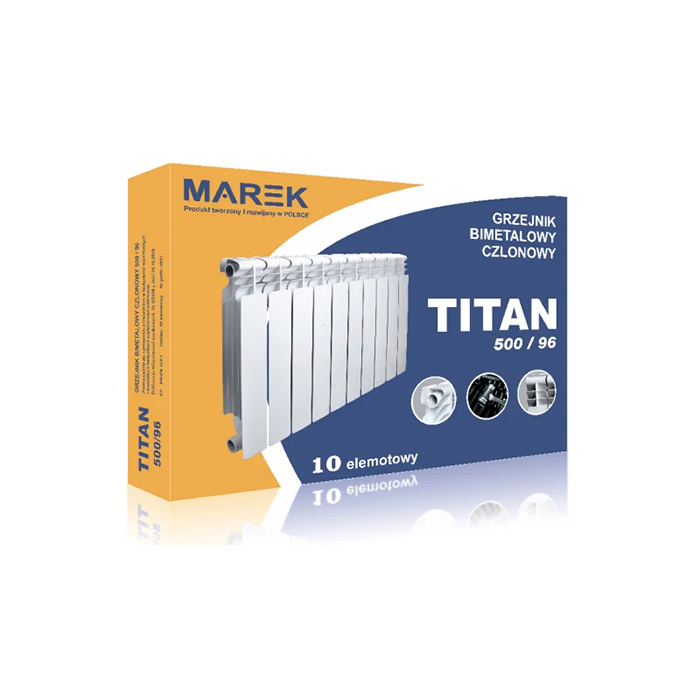 MAREK
Produkt tworzony i rozwijany w POLSCE
GRZEJNIK
BIMETALOWY
CZLONOWY
TITAN
500 / 96
10 elemotowy
GRZEJNIK BIMETALOWY CZLONOWY 500 / 96
TITAN
500/96